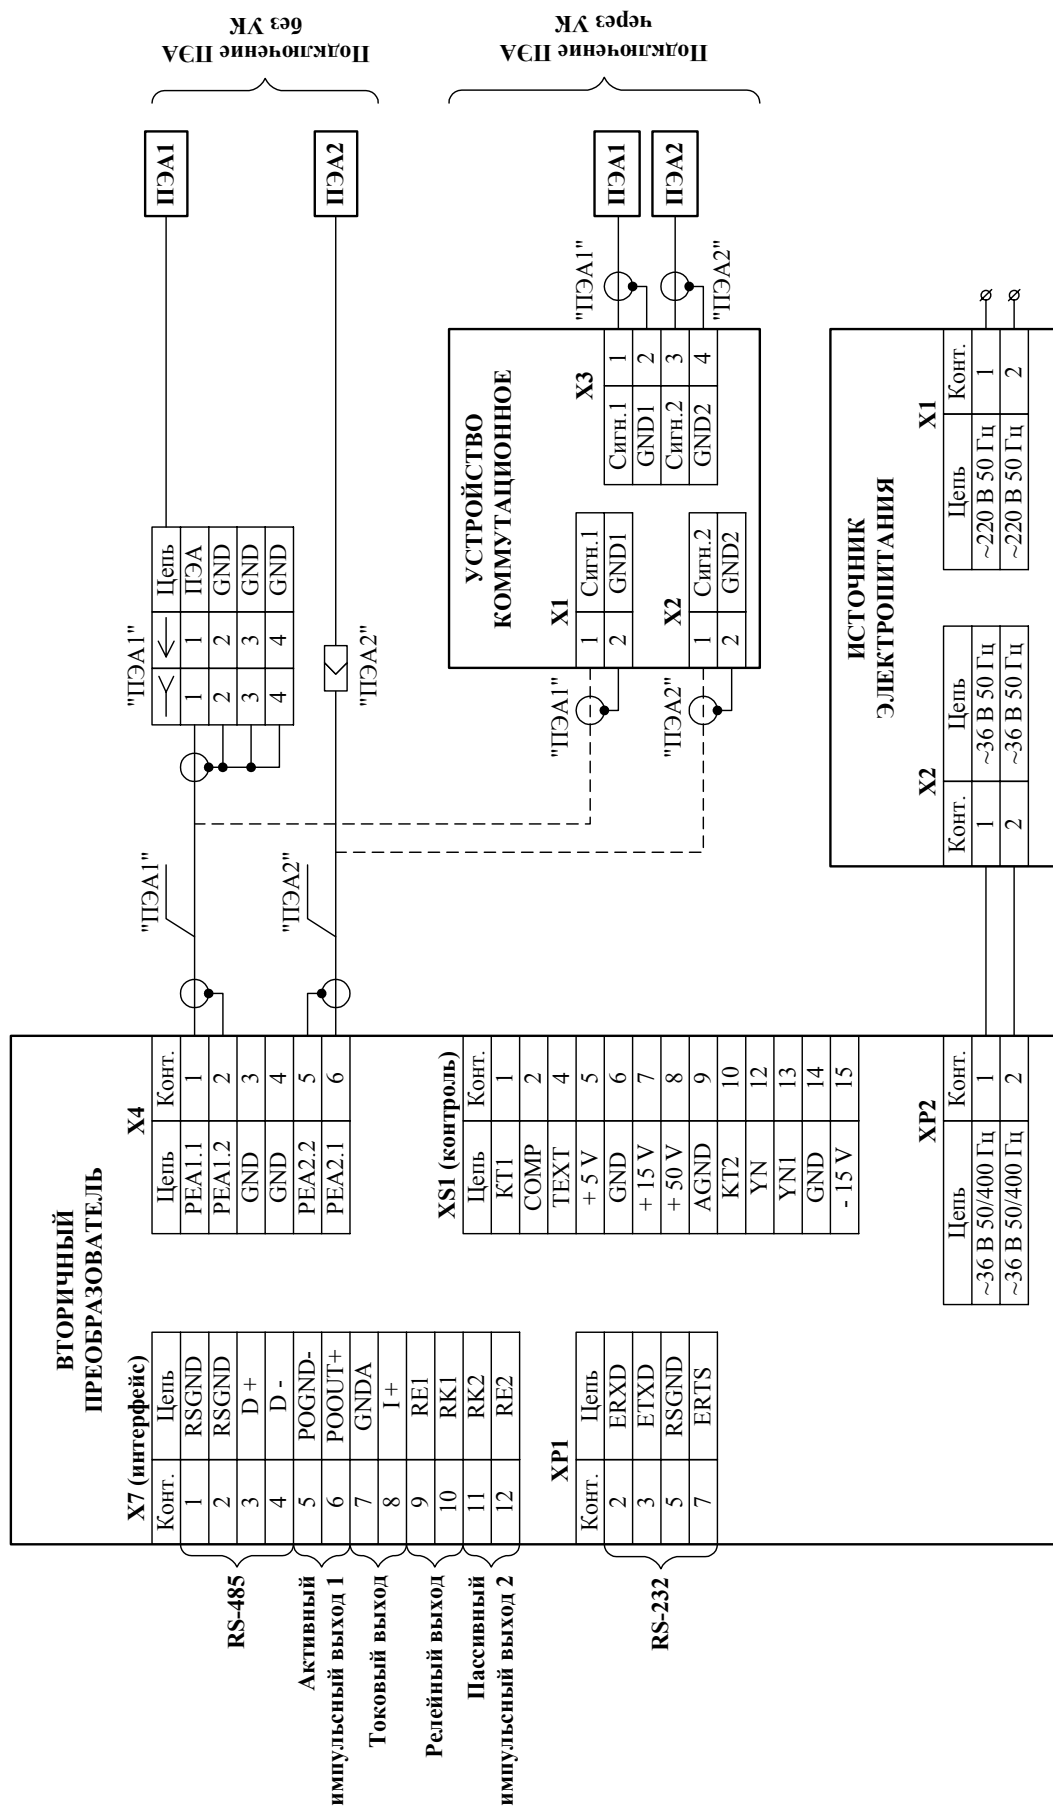 ВТОРИЧНЫЙ
ПРЕОБРАЗОВАТЕЛЬ
X7 (интерфейс)
Конт. Цепь
1 RSGND
2 RSGND
3 D +
4 D -
5 POGND-
6 POOUT+
7 GNDA
8 I+
9 RE1
10 RK1
11 RK2
12 RE2
RS-485
Активный
импульсный выход 1
Токовый выход
Релейный выход
Пассивный
импульсный выход 2
XP1
Конт. Цепь
2 ERXD
3 ETXD
5 RSGND
7 ERTS
RS-232
X4
Цепь Конт.
PEA1.1 1
PEA1.2 2
GND 3
GND 4
PEA2.2 5
PEA2.1 6
XS1 (контроль)
Цепь Конт.
KT1 1
COMP 2
TEXT 4
+ 5 V 5
GND 6
+ 15 V 7
+ 50 V 8
AGND 9
KT2 10
YN 12
YN1 13
GND 14
- 15 V 15
XP2
Цепь Конт.
~36 В 50/400 Гц 1
~36 В 50/400 Гц 2
"ПЭА1"
"ПЭА2"
"ПЭА1"
Цепь
1 1 ПЭА
2 2 GND
3 3 GND
4 4 GND
"ПЭА2"
ПЭА1
ПЭА2
Подключение ПЭА
без УК
УСТРОЙСТВО
КОММУТАЦИОННОЕ
"ПЭА1"
X1
1 Сигн.1
2 GND1
"ПЭА2"
X2
1 Сигн.2
2 GND2
X3
Сигн.1 1
GND1 2
Сигн.2 3
GND2 4
"ПЭА1"
"ПЭА2"
ПЭА1
ПЭА2
Подключение ПЭА
через УК
ИСТОЧНИК
ЭЛЕКТРОПИТАНИЯ
X2
Конт. Цепь
1 ~36 В 50 Гц
2 ~36 В 50 Гц
X1
Цепь Конт.
~220 В 50 Гц 1
~220 В 50 Гц 2